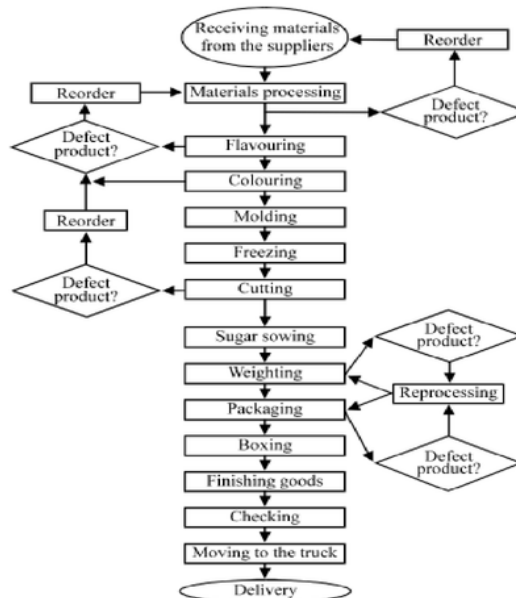 Receiving materials
from the suppliers
Reorder
Reorder
Materials processing
Defect
product?
Defect
product?
Flavouring
Colouring
Reorder
Molding
Freezing
Defect
product?
Cutting
Sugar sowing
Defect
product?
Weighting
Reprocessing
Packaging
Boxing
Defect
product?
Finishing goods
Checking
Moving to the truck
Delivery